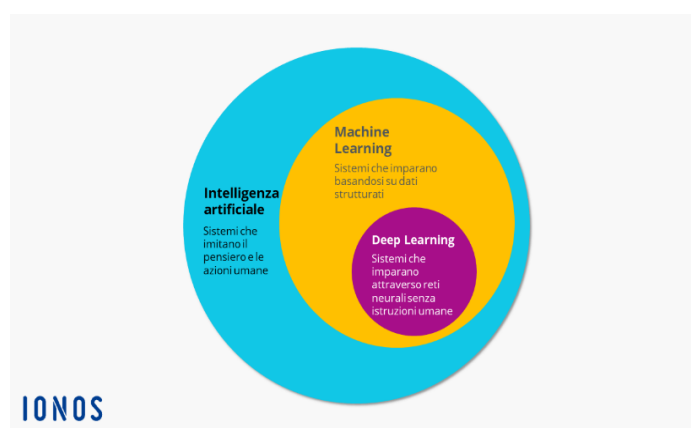 Machine
Learning
Sistemi che imparano
basandosi su dati
strutturati
Intelligenza
artificiale
Sistemi che
imitano il
pensiero e le
azioni umane
Deep Learning
Sistemi che
imparano
attraverso reti
neurali senza
istruzioni umane
IONOS